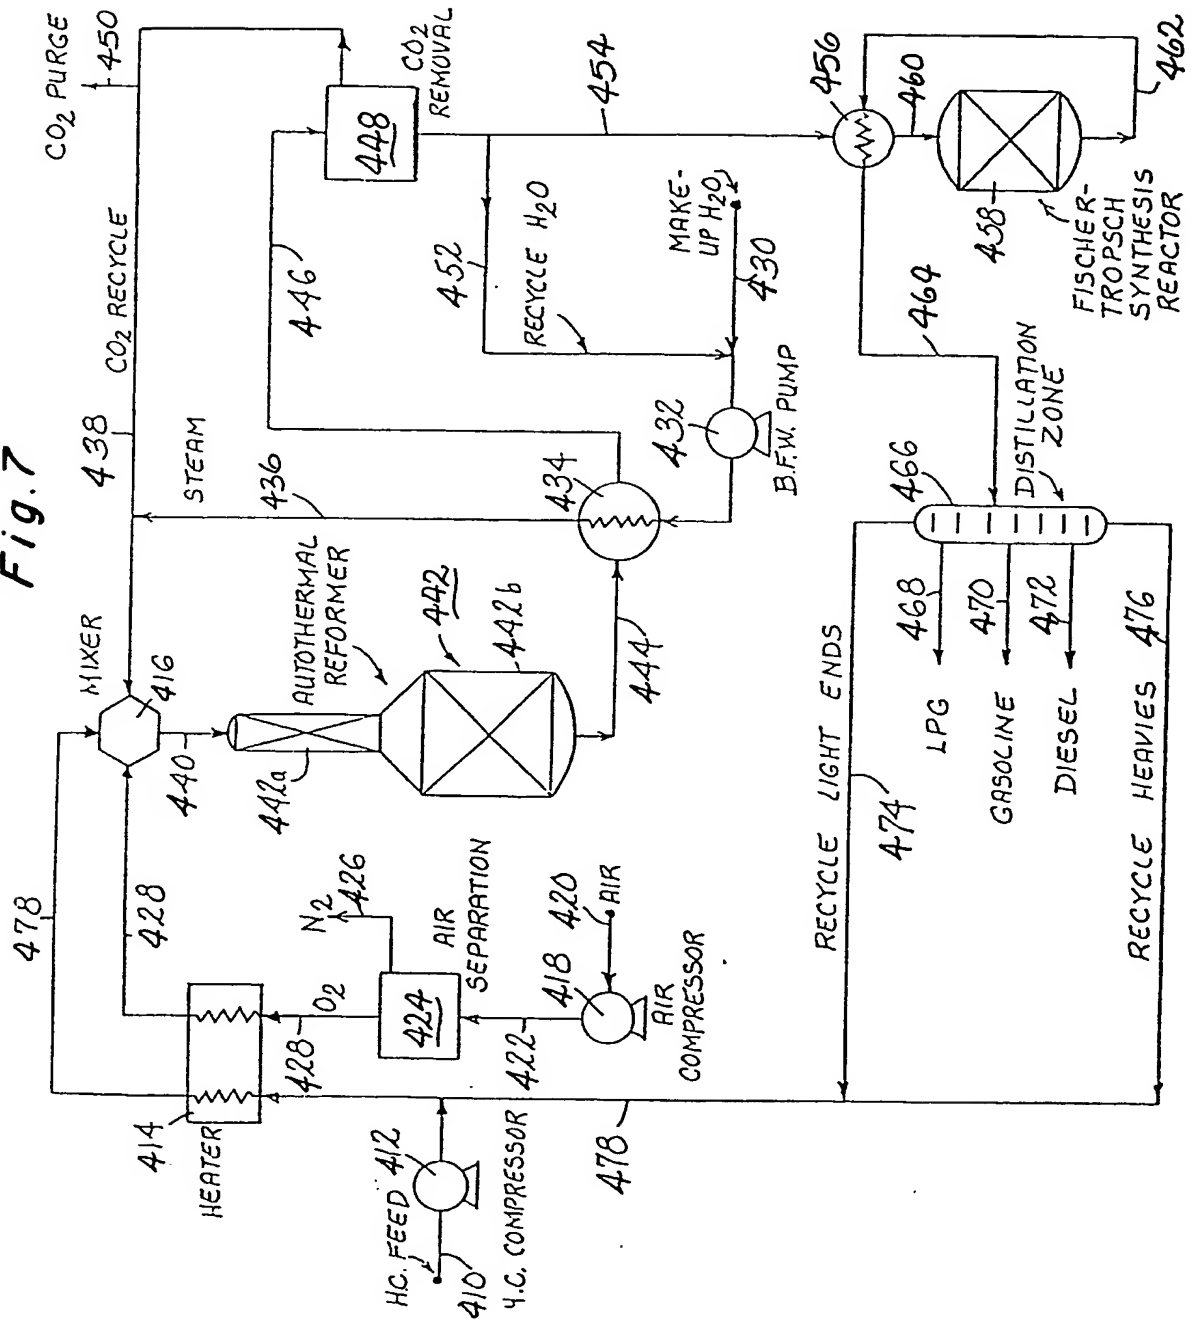 Fig.7
H.C. FEED
410
412
Y.C. COMPRESSOR
HEATER
414
478
428
428
O2
N2
426
424
AIR
SEPARATION
422
418
420
AIR
AIR
COMPRESSOR
478
MIXER
416
440
442a
AUTOTHERMAL
REFORMER
442
442b
444
438
CO2 RECYCLE
CO2 PURGE
450
STEAM
436
434
446
448
CO2
REMOVAL
452
RECYCLE H2O
454
MAKE-
UP H2O
430
432
B.F.W. PUMP
456
460
458
462
FISCHER-
TROPSCH
SYNTHESIS
REACTOR
464
466
DISTILLATION
ZONE
468
LPG
470
GASOLINE
472
DIESEL
RECYCLE LIGHT ENDS
474
RECYCLE HEAVIES
476